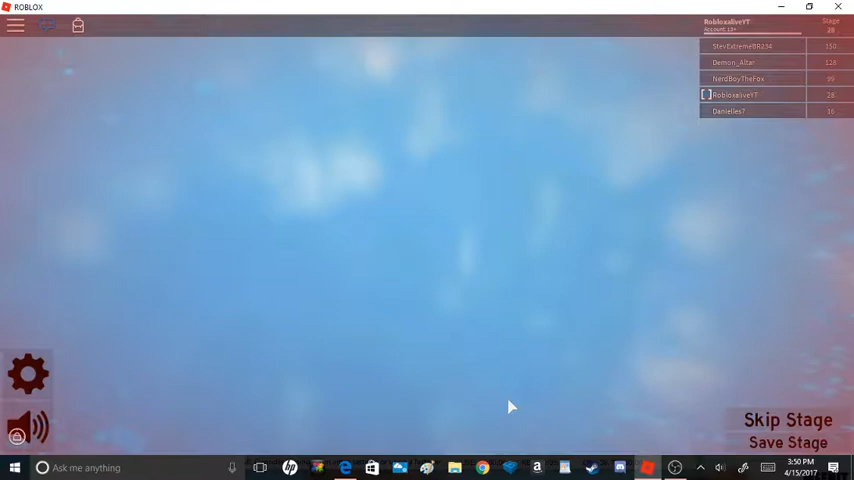 ROBLOX
RobloxaliveYT
Account: 13+
Stage
28
StevExtremeBR234 150
Demon_Altar 126
NerdBoyTheFox 99
RobloxaliveYT 28
Danielles7 16
Skip Stage
Save Stage
Ask me anything
3:50 PM
4/15/2017